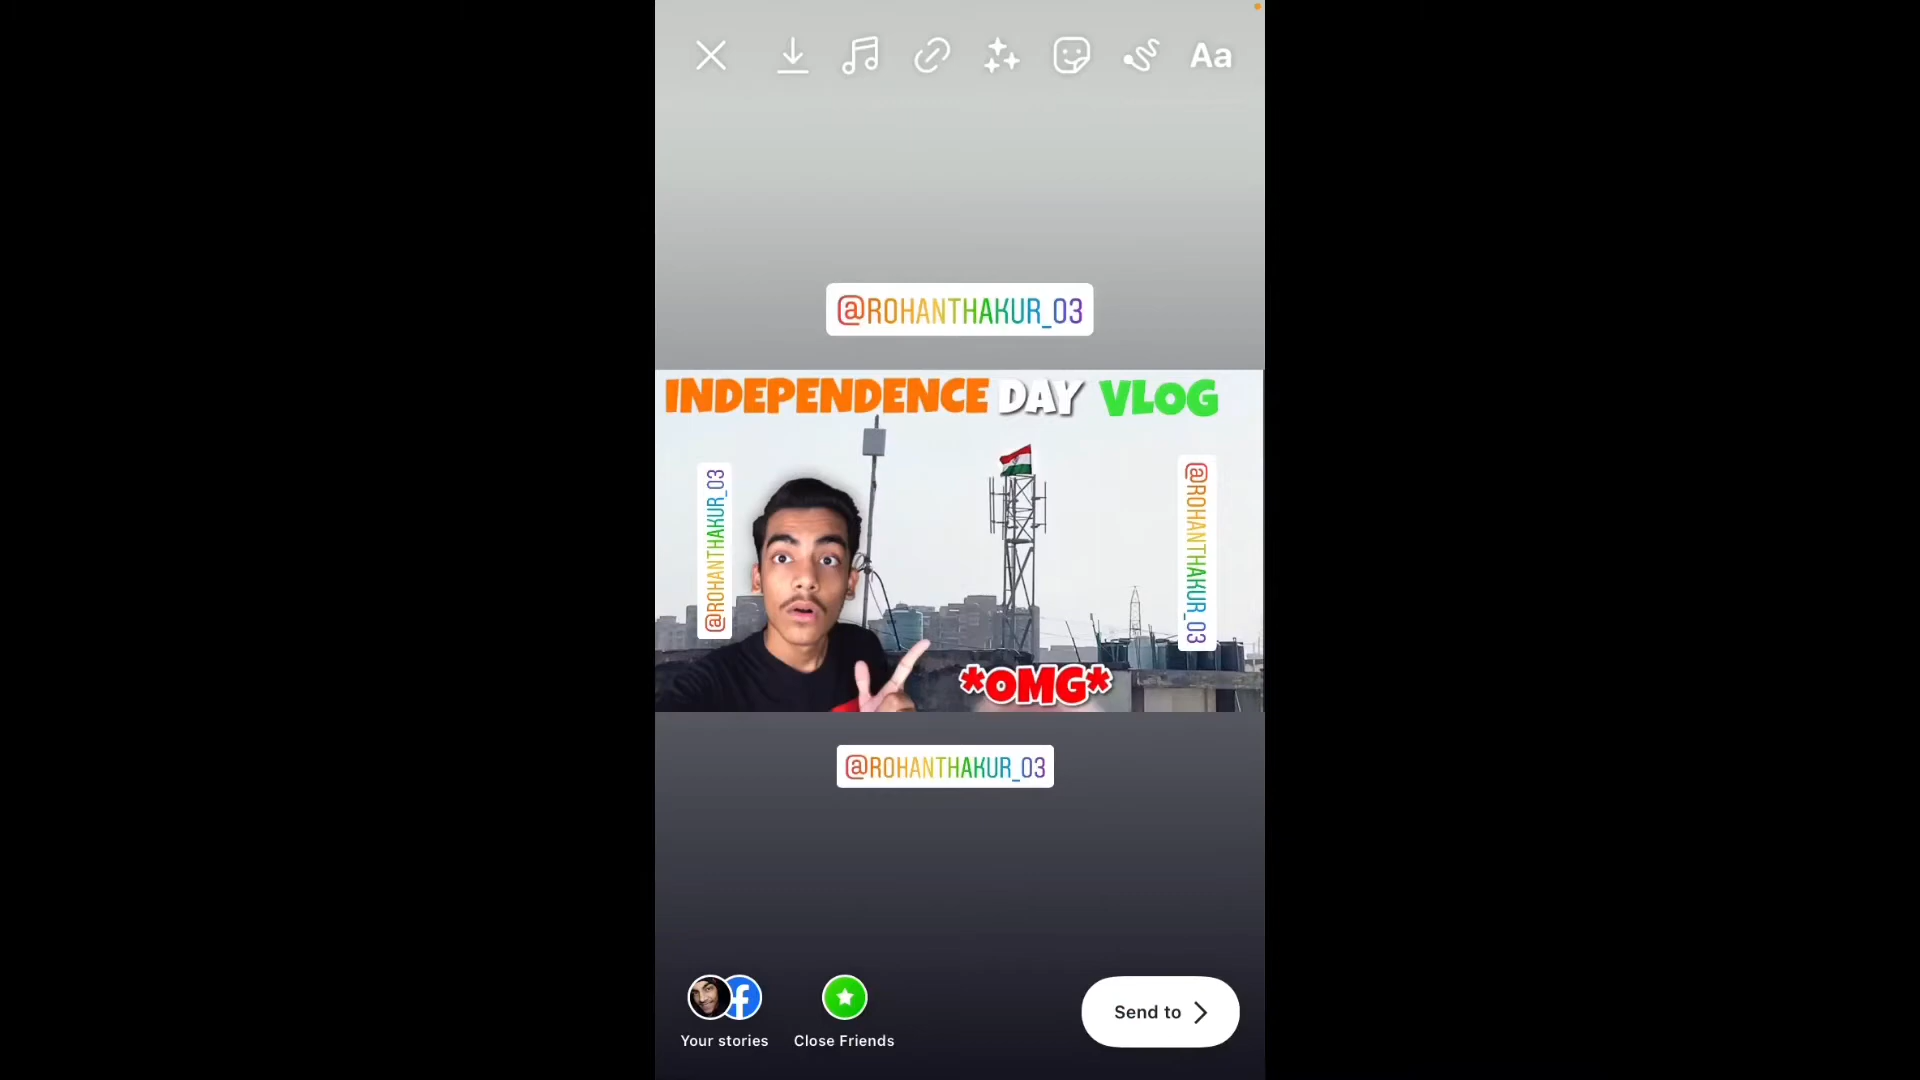 Aa
@ROHANTHAKUR_03
INDEPENDENCE DAY VLOG
@ROHANTHAKUR_03
@ROHANTHAKUR_03
*OMG*
@ROHANTHAKUR_03
Your stories
Close Friends
Send to